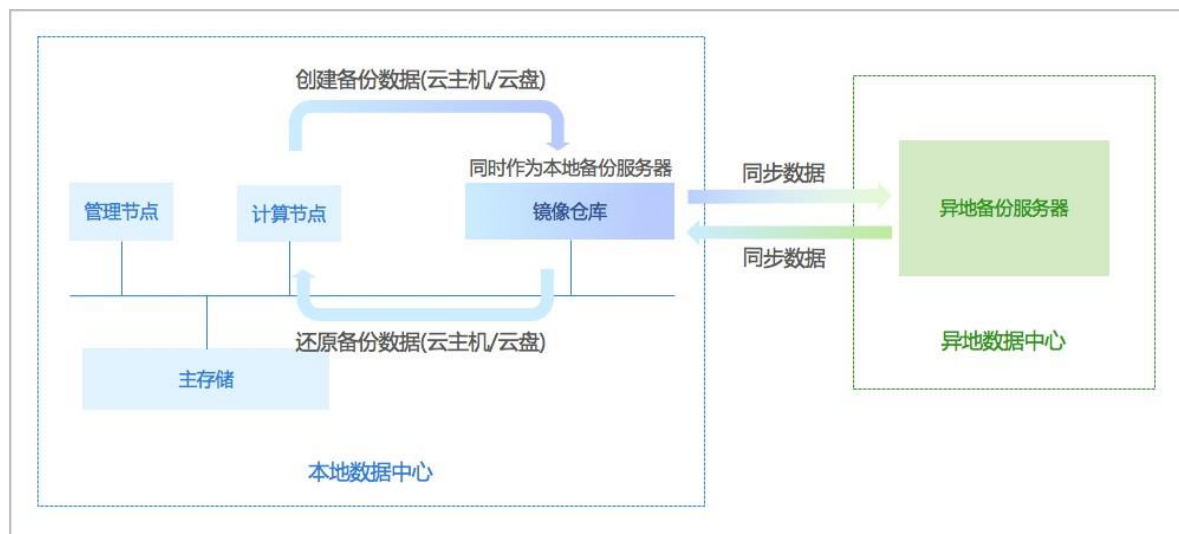 创建备份数据(云主机/云盘)
同时作为本地备份服务器
管理节点
计算节点
镜像仓库
同步数据
同步数据
异地备份服务器
还原备份数据(云主机/云盘)
主存储
异地数据中心
本地数据中心